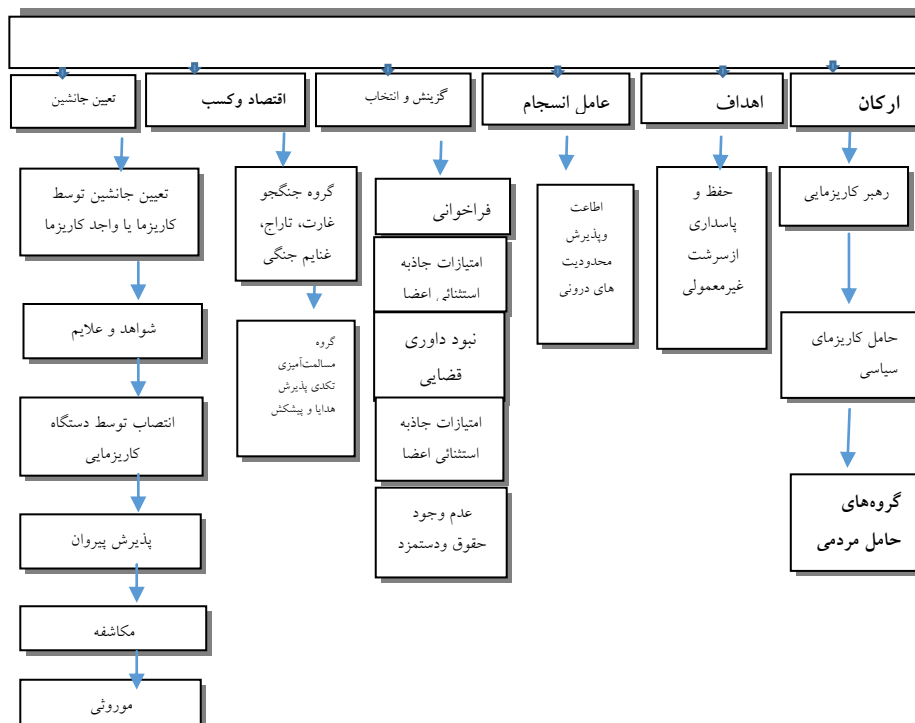 ارکان
اهداف
عامل انسجام
گزینش و انتخاب
اقتصاد وکسب
تعیین جانشین
رهبر کاریزمایی
حامل کاریزمای
سیاسی
گروه‌های
حامل مردمی
حفظ و
پاسداری
ازسرشت
غیرمعمولی
اطاعت
وپذیرش
محدودیت
های درونی
فراخوانی
امتیازات جاذبه
استثنائی اعضا
نبود داوری
قضایی
امتیازات جاذبه
استثنائی اعضا
عدم وجود
حقوق ودستمزد
گروه جنگجو
غارت، تاراج،
غنایم جنگی
گروه
مسالمت‌آمیزی
تکدی پذیرش
هدایا و پیشکش
تعیین جانشین توسط
کاریزما یا واجد کاریزما
شواهد و علایم
انتصاب توسط دستگاه
کاریزمایی
پذیرش پیروان
مکاشفه
موروثی